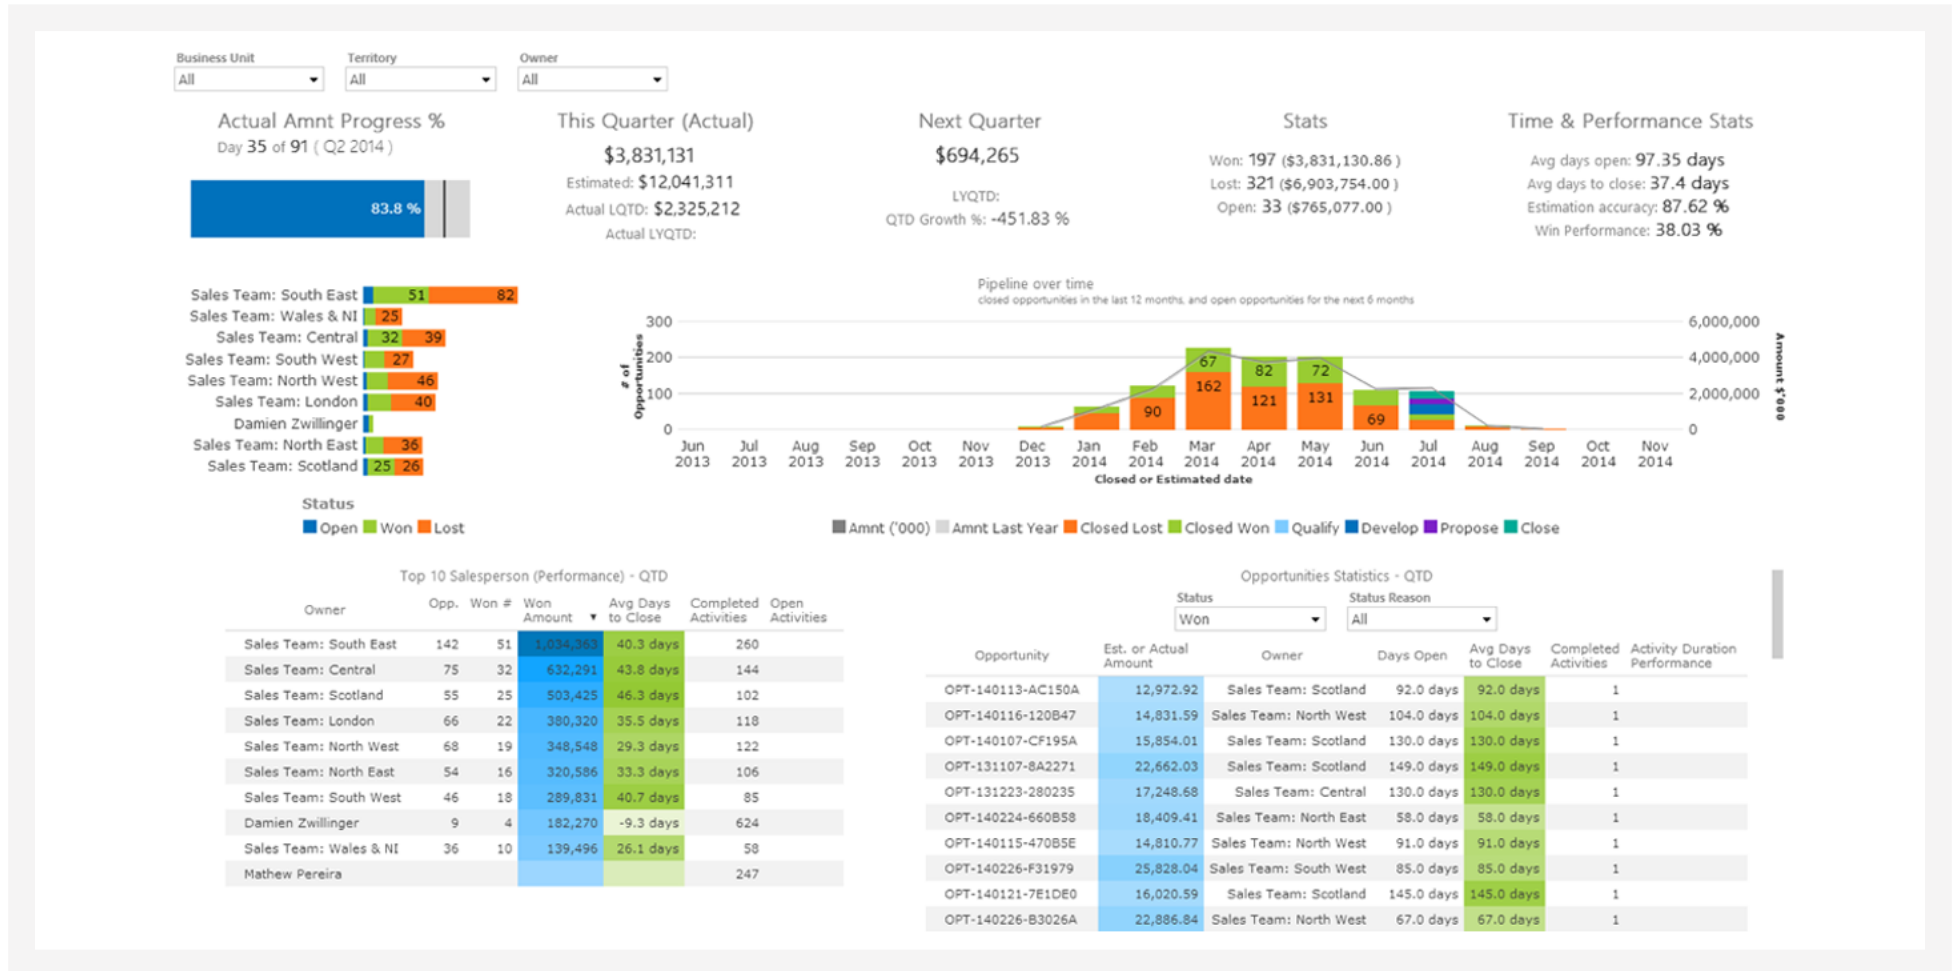 Business Unit
All
Territory
All
Owner
All
Actual Amnt Progress %
Day 35 of 91 ( Q2 2014 )
83.8 %
This Quarter (Actual)
$3,831,131
Estimated: $12,041,311
Actual LQTD: $2,325,212
Actual LYQTD:
Next Quarter
$694,265
LYQTD:
QTD Growth %: -451.83 %
Stats
Won: 197 ($3,831,130.86 )
Lost: 321 ($6,903,754.00 )
Open: 33 ($765,077.00 )
Time & Performance Stats
Avg days open: 97.35 days
Avg days to close: 37.4 days
Estimation accuracy: 87.62 %
Win Performance: 38.03 %
Sales Team: South East 51 82
Sales Team: Wales & NI 25
Sales Team: Central 32 39
Sales Team: South West 27
Sales Team: North West 46
Sales Team: London 40
Damien Zwillinger
Sales Team: North East 36
Sales Team: Scotland 25 26
Status
Open Won Lost
Pipeline over time
closed opportunities in the last 12 months, and open opportunities for the next 6 months
# of
Opportunities
300
200
100
0
67
162
90
82
121
72
131
69
6,000,000
4,000,000
2,000,000
0
Amount $'000
Jun 2013
Jul 2013
Aug 2013
Sep 2013
Oct 2013
Nov 2013
Dec 2013
Jan 2014
Feb 2014
Mar 2014
Apr 2014
May 2014
Jun 2014
Jul 2014
Aug 2014
Sep 2014
Oct 2014
Nov 2014
Closed or Estimated date
Amnt ('000) Amnt Last Year Closed Lost Closed Won Qualify Develop Propose Close
Top 10 Salesperson (Performance) - QTD
Owner Opp. Won # Won Amount Avg Days to Close Completed Activities Open Activities
Sales Team: South East 142 51 1,034,363 40.3 days 260
Sales Team: Central 75 32 632,291 43.8 days 144
Sales Team: Scotland 55 25 503,425 46.3 days 102
Sales Team: London 66 22 380,320 35.5 days 118
Sales Team: North West 68 19 348,548 29.3 days 122
Sales Team: North East 54 16 320,586 33.3 days 106
Sales Team: South West 46 18 289,831 40.7 days 85
Damien Zwillinger 9 4 182,270 -9.3 days 624
Sales Team: Wales & NI 36 10 139,496 26.1 days 58
Mathew Pereira 247
Opportunities Statistics - QTD
Status
Won
Status Reason
All
Opportunity Est. or Actual Amount Owner Days Open Avg Days to Close Completed Activities Activity Duration Performance
OPT-140113-AC150A 12,972.92 Sales Team: Scotland 92.0 days 92.0 days 1
OPT-140116-120B47 14,831.59 Sales Team: North West 104.0 days 104.0 days 1
OPT-140107-CF195A 15,854.01 Sales Team: Scotland 130.0 days 130.0 days 1
OPT-131107-8A2271 22,662.03 Sales Team: Scotland 149.0 days 149.0 days 1
OPT-131223-280235 17,248.68 Sales Team: Central 130.0 days 130.0 days 1
OPT-140224-660B58 18,409.41 Sales Team: North East 58.0 days 58.0 days 1
OPT-140115-470B5E 14,810.77 Sales Team: North West 91.0 days 91.0 days 1
OPT-140226-F31979 25,828.04 Sales Team: South West 85.0 days 85.0 days 1
OPT-140121-7E1DE0 16,020.59 Sales Team: Scotland 145.0 days 145.0 days 1
OPT-140226-B3026A 22,886.84 Sales Team: North West 67.0 days 67.0 days 1